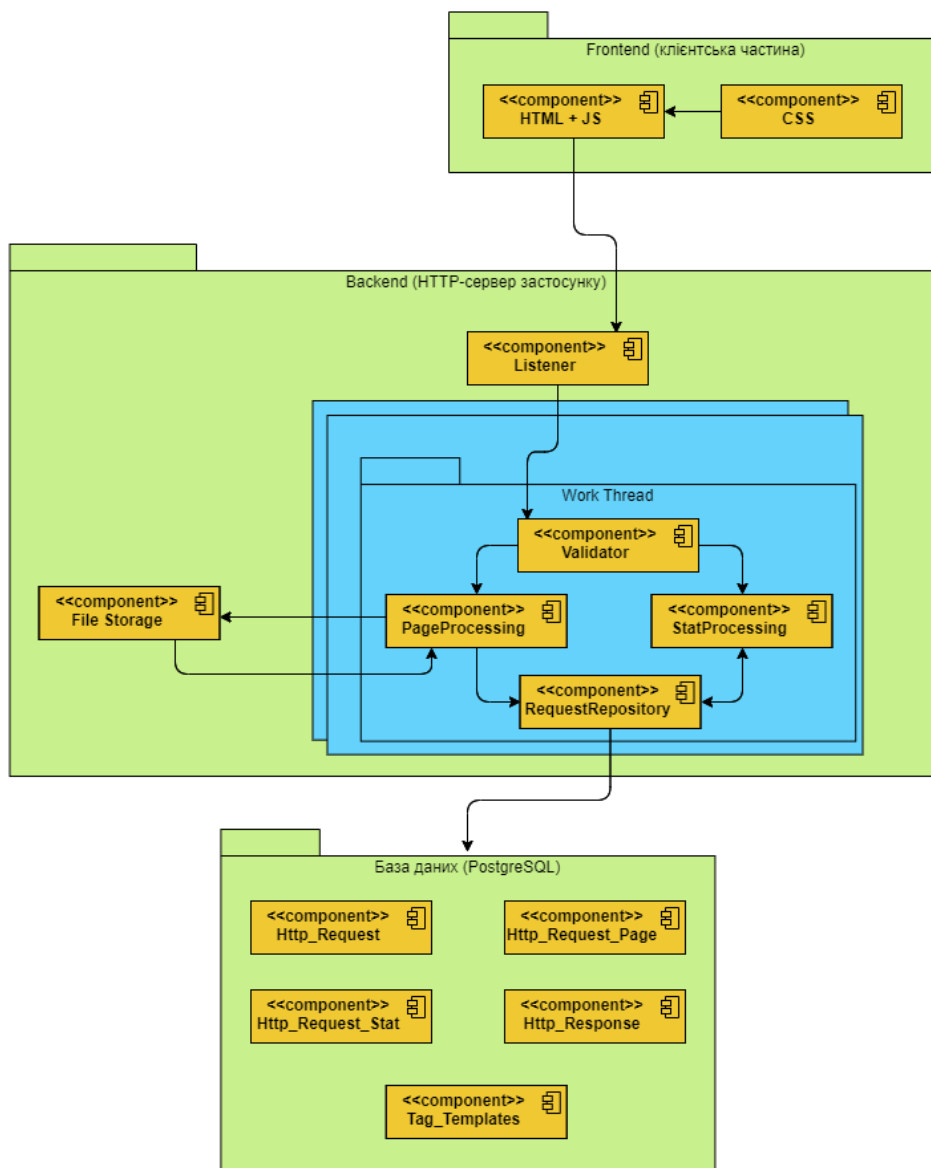 Frontend (клієнтська частина)
<<component>>
HTML + JS
<<component>>
CSS
Backend (HTTP-сервер застосунку)
<<component>>
Listener
Work Thread
<<component>>
Validator
<<component>>
File Storage
<<component>>
PageProcessing
<<component>>
StatProcessing
<<component>>
RequestRepository
База даних (PostgreSQL)
<<component>>
Http_Request
<<component>>
Http_Request_Page
<<component>>
Http_Request_Stat
<<component>>
Http_Response
<<component>>
Tag_Templates